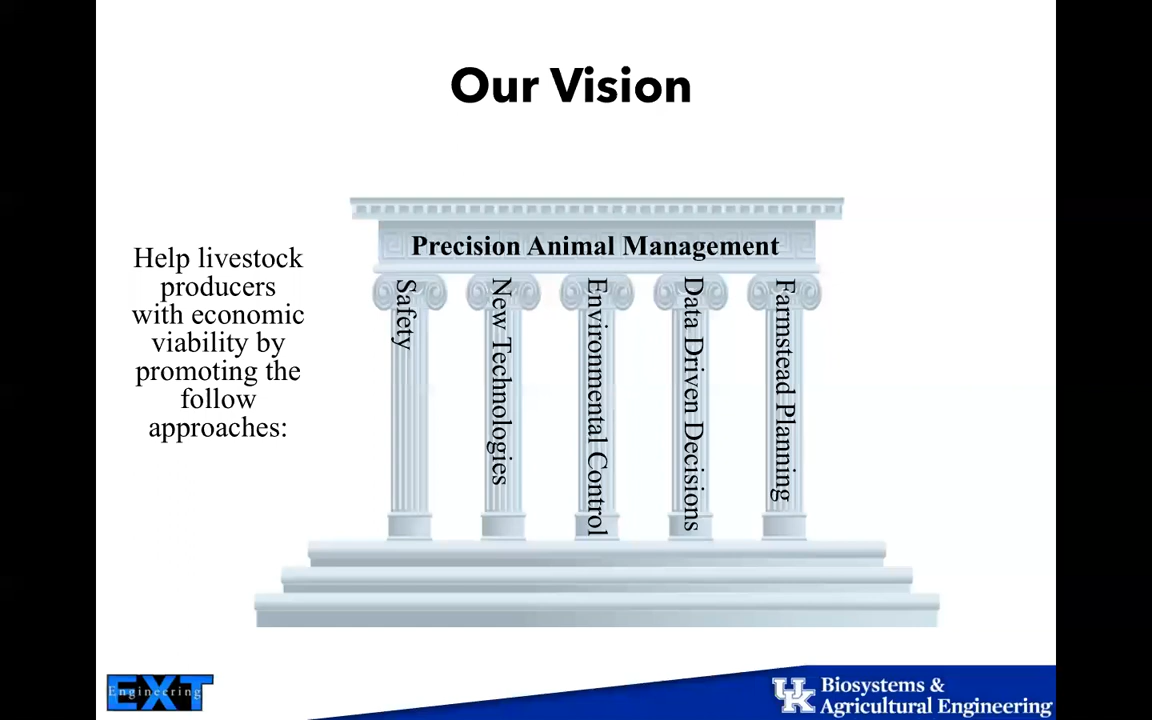 Our Vision
Help livestock
producers
with economic
viability by
promoting the
follow
approaches:
Precision Animal Management
Safety
New Technologies
Environmental Control
Data Driven Decisions
Farmstead Planning
EXT
Engineering
UK
Biosystems &
Agricultural Engineering